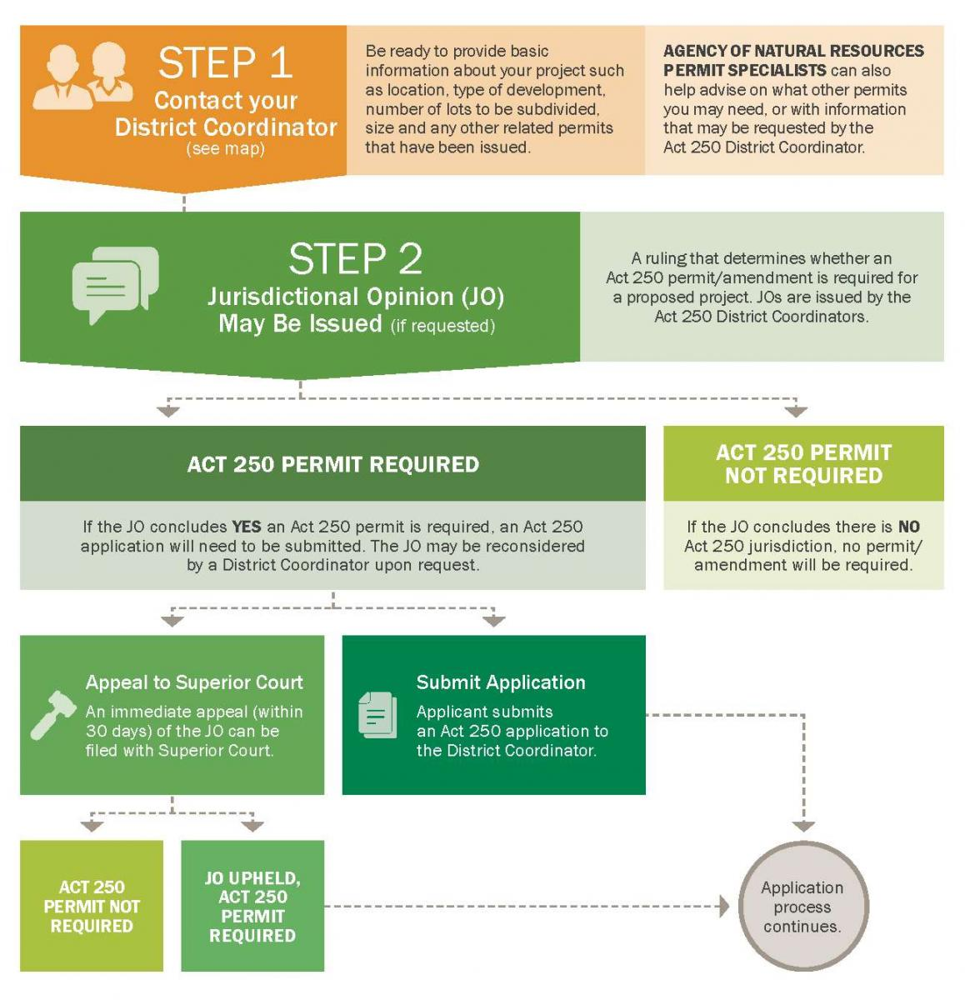 STEP 1
Contact your
District Coordinator
(see map)
Be ready to provide basic
information about your project such
as location, type of development,
number of lots to be subdivided,
size and any other related permits
that have been issued.
AGENCY OF NATURAL RESOURCES
PERMIT SPECIALISTS can also
help advise on what other permits
you may need, or with information
that may be requested by the
Act 250 District Coordinator.
STEP 2
Jurisdictional Opinion (JO)
May Be Issued (if requested)
A ruling that determines whether an
Act 250 permit/amendment is required for
a proposed project. JOs are issued by the
Act 250 District Coordinators.
ACT 250 PERMIT REQUIRED
If the JO concludes YES an Act 250 permit is required, an Act 250
application will need to be submitted. The JO may be reconsidered
by a District Coordinator upon request.
ACT 250 PERMIT
NOT REQUIRED
If the JO concludes there is NO
Act 250 jurisdiction, no permit/
amendment will be required.
Appeal to Superior Court
An immediate appeal (within
30 days) of the JO can be
filed with Superior Court.
Submit Application
Applicant submits
an Act 250 application to
the District Coordinator.
ACT 250
PERMIT NOT
REQUIRED
JO UPHELD,
ACT 250
PERMIT
REQUIRED
Application
process
continues.